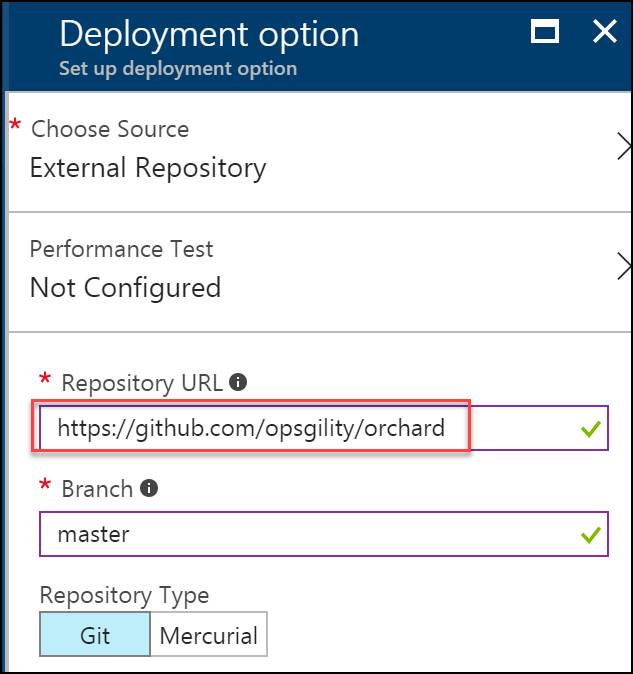 Deployment option
Set up deployment option
* Choose Source
External Repository
Performance Test
Not Configured
* Repository URL
https://github.com/opsgility/orchard
* Branch
master
Repository Type
Git Mercurial